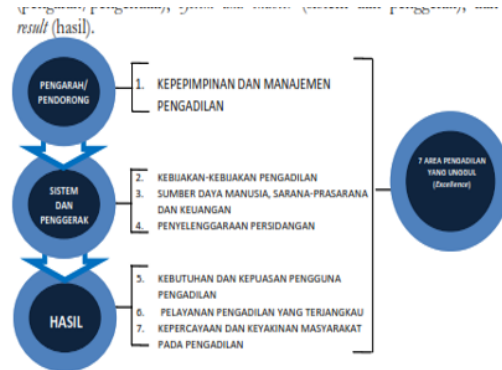 result (hasil).
PENGARAH/
PENDORONG
1. KEPEPIMPINAN DAN MANAJEMEN
PENGADILAN
SISTEM
DAN
PENGGERAK
2. KEBIJAKAN-KEBIJAKAN PENGADILAN
3. SUMBER DAYA MANUSIA, SARANA-PRASARANA
DAN KEUANGAN
4. PENYELENGGARAAN PERSIDANGAN
HASIL
5. KEBUTUHAN DAN KEPUASAN PENGGUNA
PENGADILAN
6. PELAYANAN PENGADILAN YANG TERJANGKAU
7. KEPERCAYAAN DAN KEYAKINAN MASYARAKAT
PADA PENGADILAN
7 AREA PENGADILAN
YANG UNGGUL
(Excellence)